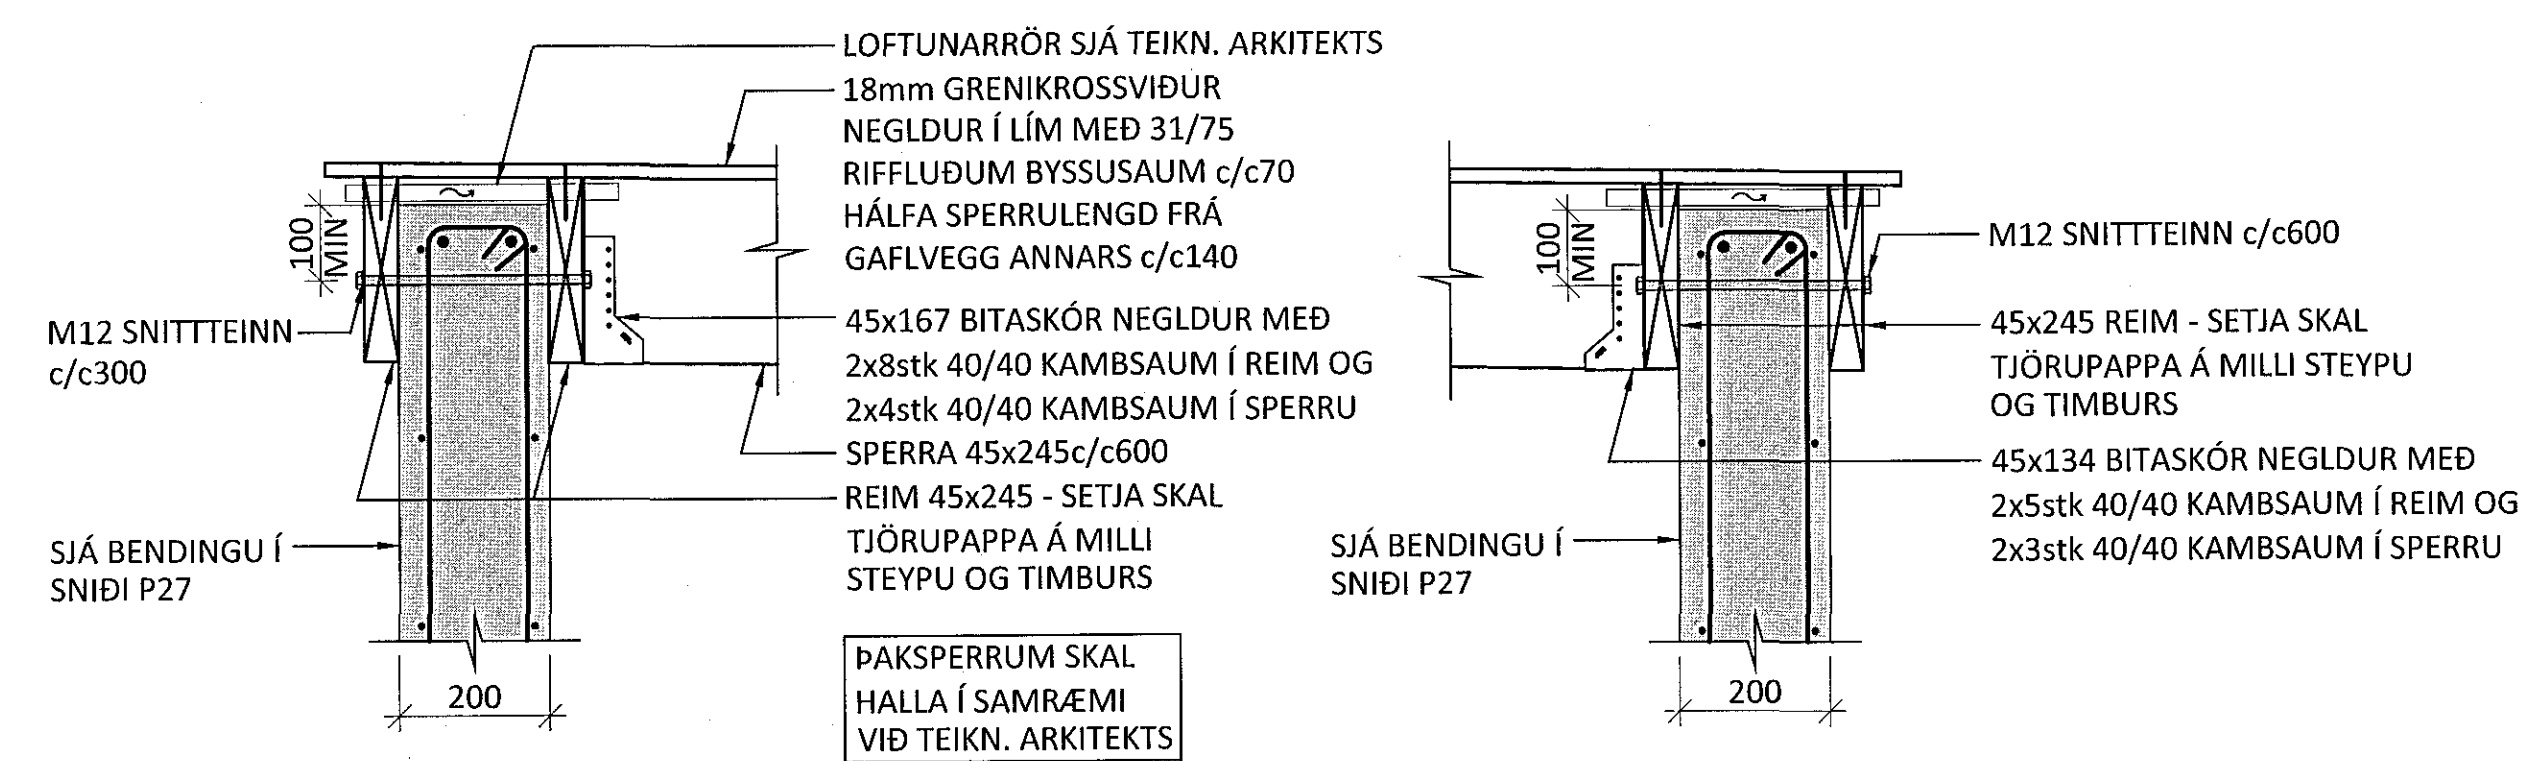 LOFTUNARRÖR SJÁ TEIKN. ARKITEKTS
18mm GRENIKROSSVIÐUR
NEGLDUR Í LÍM MEÐ 31/75
RIFFLUÐUM BYSSUSAUM c/c70
HÁLFA SPERRULENGD FRÁ
GAFLVEGG ANNARS c/c140
45x167 BITASKÓR NEGLDUR MEÐ
2x8stk 40/40 KAMBSAUM Í REIM OG
2x4stk 40/40 KAMBSAUM Í SPERRU
SPERRA 45x245c/c600
REIM 45x245 - SETJA SKAL
TJÖRUPAPPA Á MILLI
STEYPU OG TIMBURS
100
MIN
M12 SNITTTEINN
c/c300
SJÁ BENDINGU Í
SNIÐI P27
200
ÞAKSPERRUM SKAL
HALLA Í SAMRÆMI
VIÐ TEIKN. ARKITEKTS
100
MIN
M12 SNITTTEINN c/c600
45x245 REIM - SETJA SKAL
TJÖRUPAPPA Á MILLI STEYPU
OG TIMBURS
45x134 BITASKÓR NEGLDUR MEÐ
2x5stk 40/40 KAMBSAUM Í REIM OG
2x3stk 40/40 KAMBSAUM Í SPERRU
SJÁ BENDINGU Í
SNIÐI P27
200